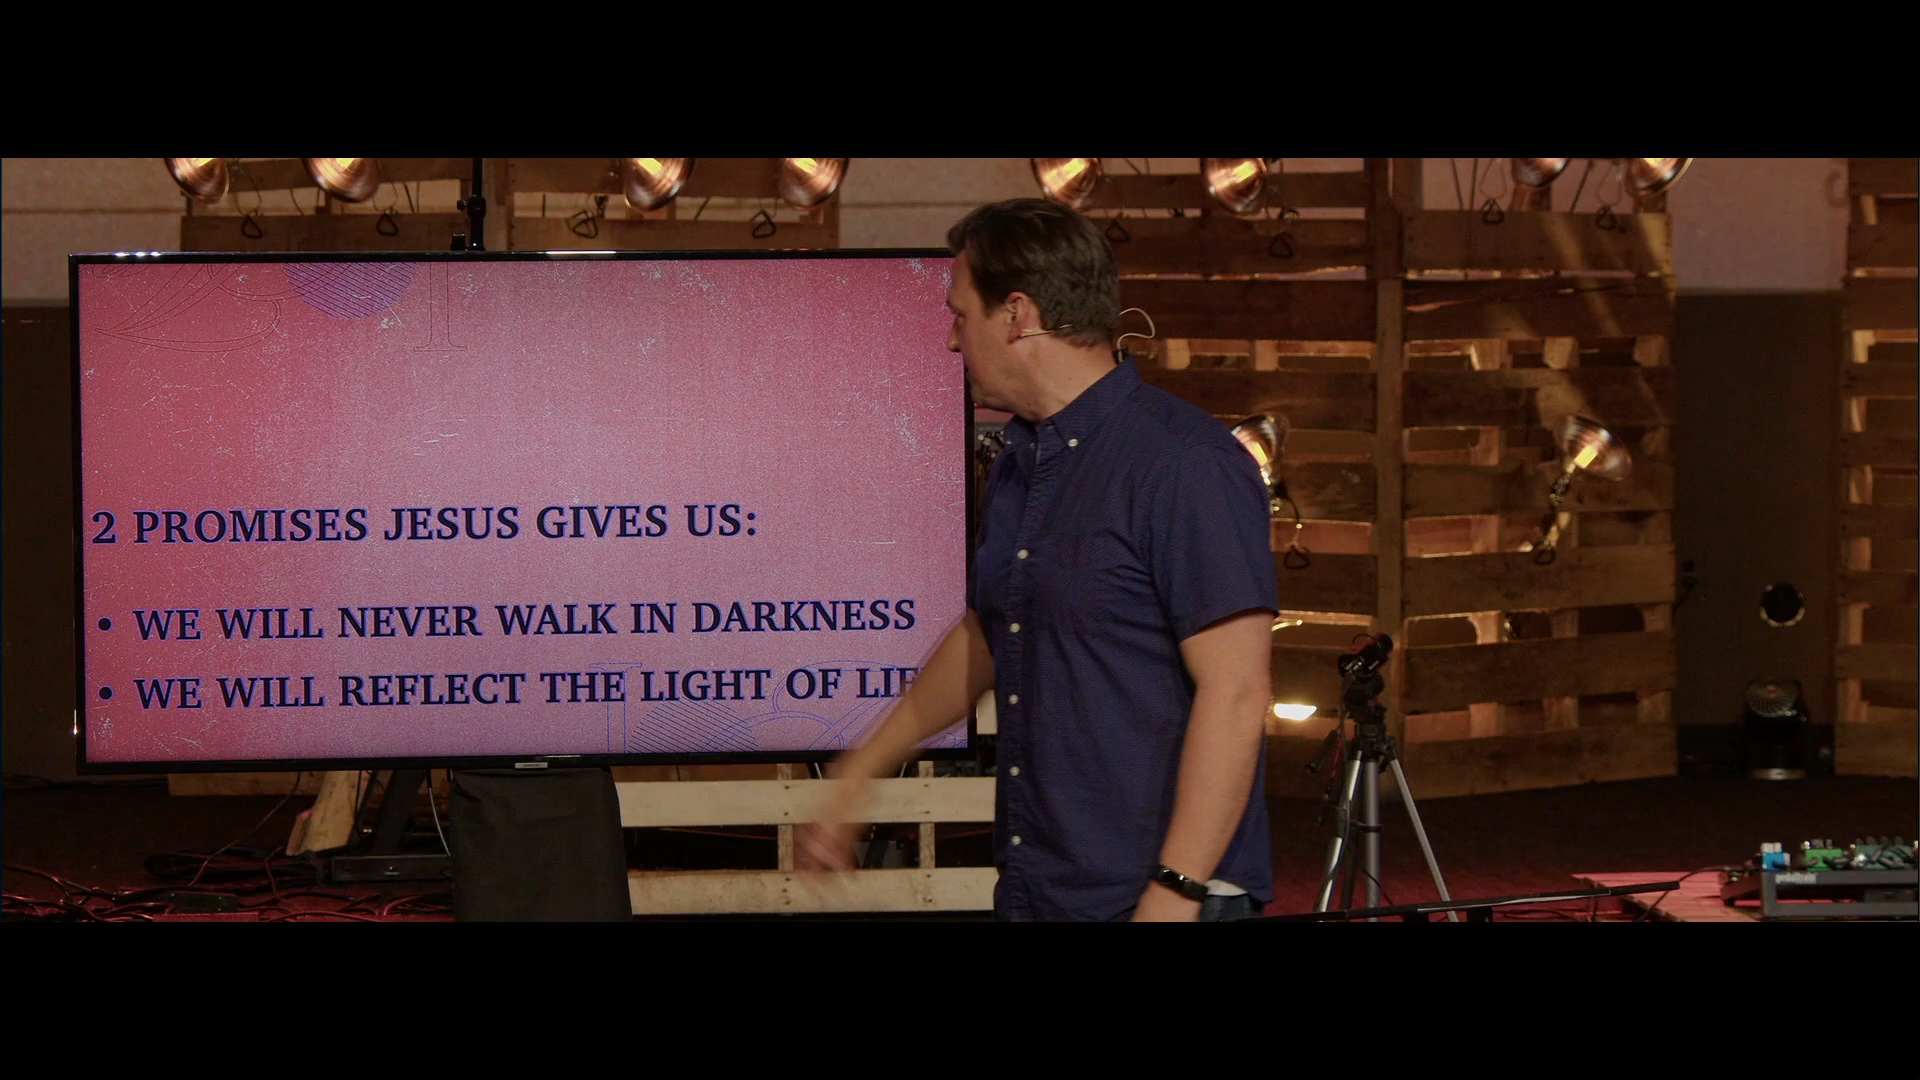 2 PROMISES JESUS GIVES US:
• WE WILL NEVER WALK IN DARKNESS
• WE WILL REFLECT THE LIGHT OF